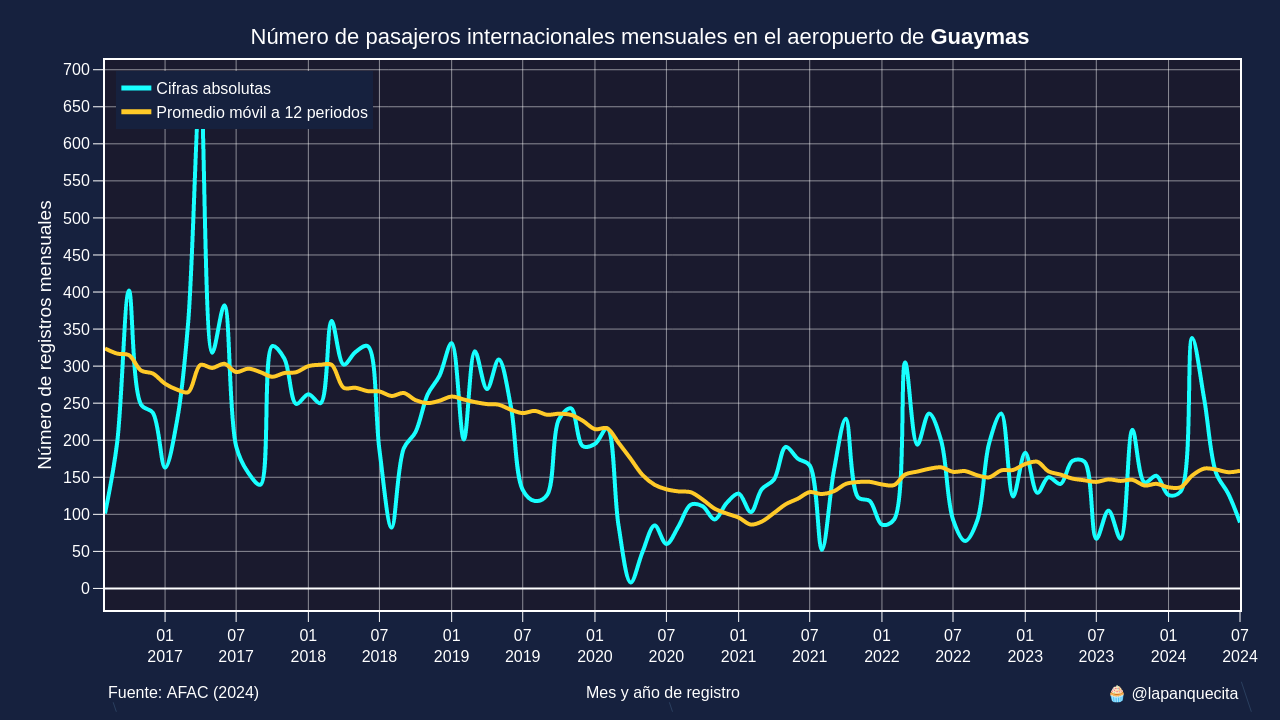 Número de pasajeros internacionales mensuales en el aeropuerto de Guaymas
Cifras absolutas
Promedio móvil a 12 periodos
Número de registros mensuales
700
650
600
550
500
450
400
350
300
250
200
150
100
50
0
01 07 01 07 01 07 01 07 01 07 01 07 01 07 01 07
2017 2017 2018 2018 2019 2019 2020 2020 2021 2021 2022 2022 2023 2023 2024 2024
Fuente: AFAC (2024)
Mes y año de registro
🧁 @lapanquecita